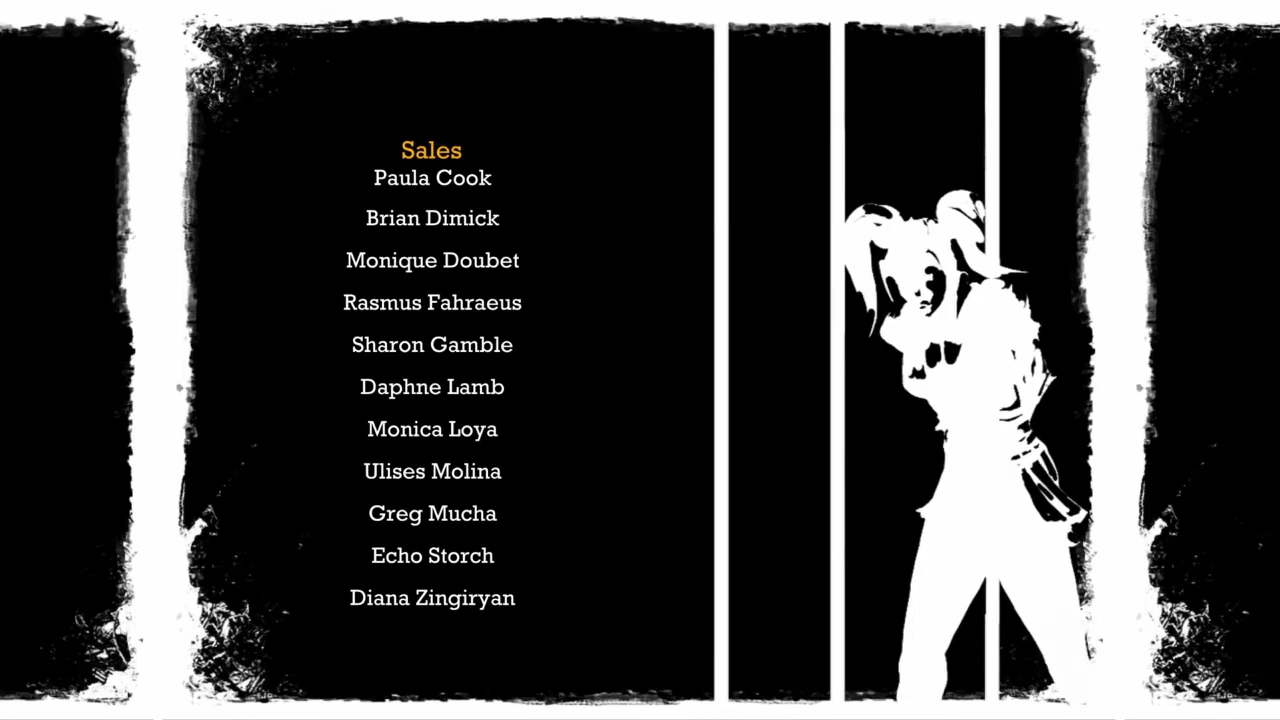 Sales
Paula Cook
Brian Dimick
Monique Doubet
Rasmus Fahraeus
Sharon Gamble
Daphne Lamb
Monica Loya
Ulises Molina
Greg Mucha
Echo Storch
Diana Zingiryan